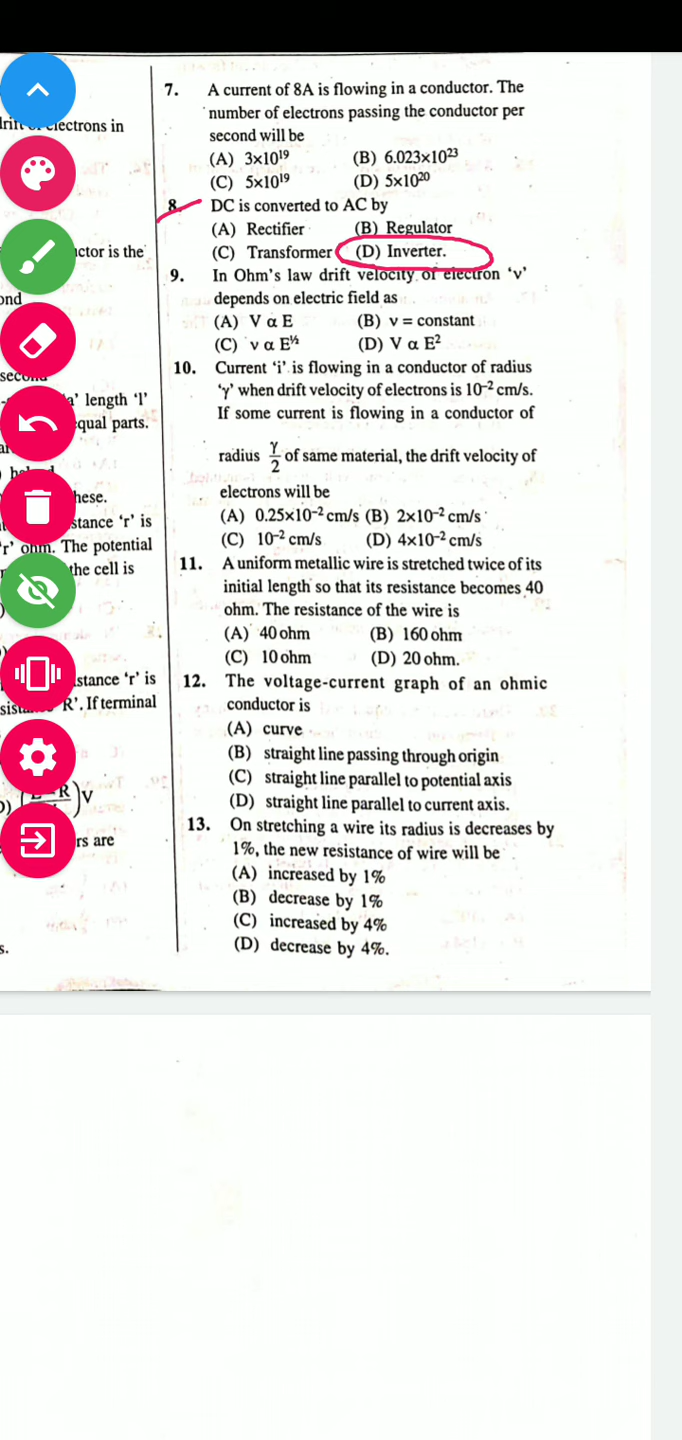 electrons in
ctor is the
ond
length ‘l’
qual parts.
hese.
stance ‘r’ is
‘r’ ohm. The potential
the cell is
stance ‘r’ is
R’. If terminal
R)V
rs are
s.
7. A current of 8A is flowing in a conductor. The
number of electrons passing the conductor per
second will be
(A) 3×10¹⁹ (B) 6.023×10²³
(C) 5×10¹⁹ (D) 5×10²⁰
8. DC is converted to AC by
(A) Rectifier (B) Regulator
(C) Transformer (D) Inverter.
9. In Ohm’s law drift velocity of electron ‘v’
depends on electric field as
(A) V α E (B) v = constant
(C) v α E½ (D) V α E²
10. Current ‘i’ is flowing in a conductor of radius
‘γ’ when drift velocity of electrons is 10⁻² cm/s.
If some current is flowing in a conductor of
radius γ/2 of same material, the drift velocity of
electrons will be
(A) 0.25×10⁻² cm/s (B) 2×10⁻² cm/s
(C) 10⁻² cm/s (D) 4×10⁻² cm/s
11. A uniform metallic wire is stretched twice of its
initial length so that its resistance becomes 40
ohm. The resistance of the wire is
(A) 40 ohm (B) 160 ohm
(C) 10 ohm (D) 20 ohm.
12. The voltage-current graph of an ohmic
conductor is
(A) curve
(B) straight line passing through origin
(C) straight line parallel to potential axis
(D) straight line parallel to current axis.
13. On stretching a wire its radius is decreases by
1%, the new resistance of wire will be
(A) increased by 1%
(B) decrease by 1%
(C) increased by 4%
(D) decrease by 4%.